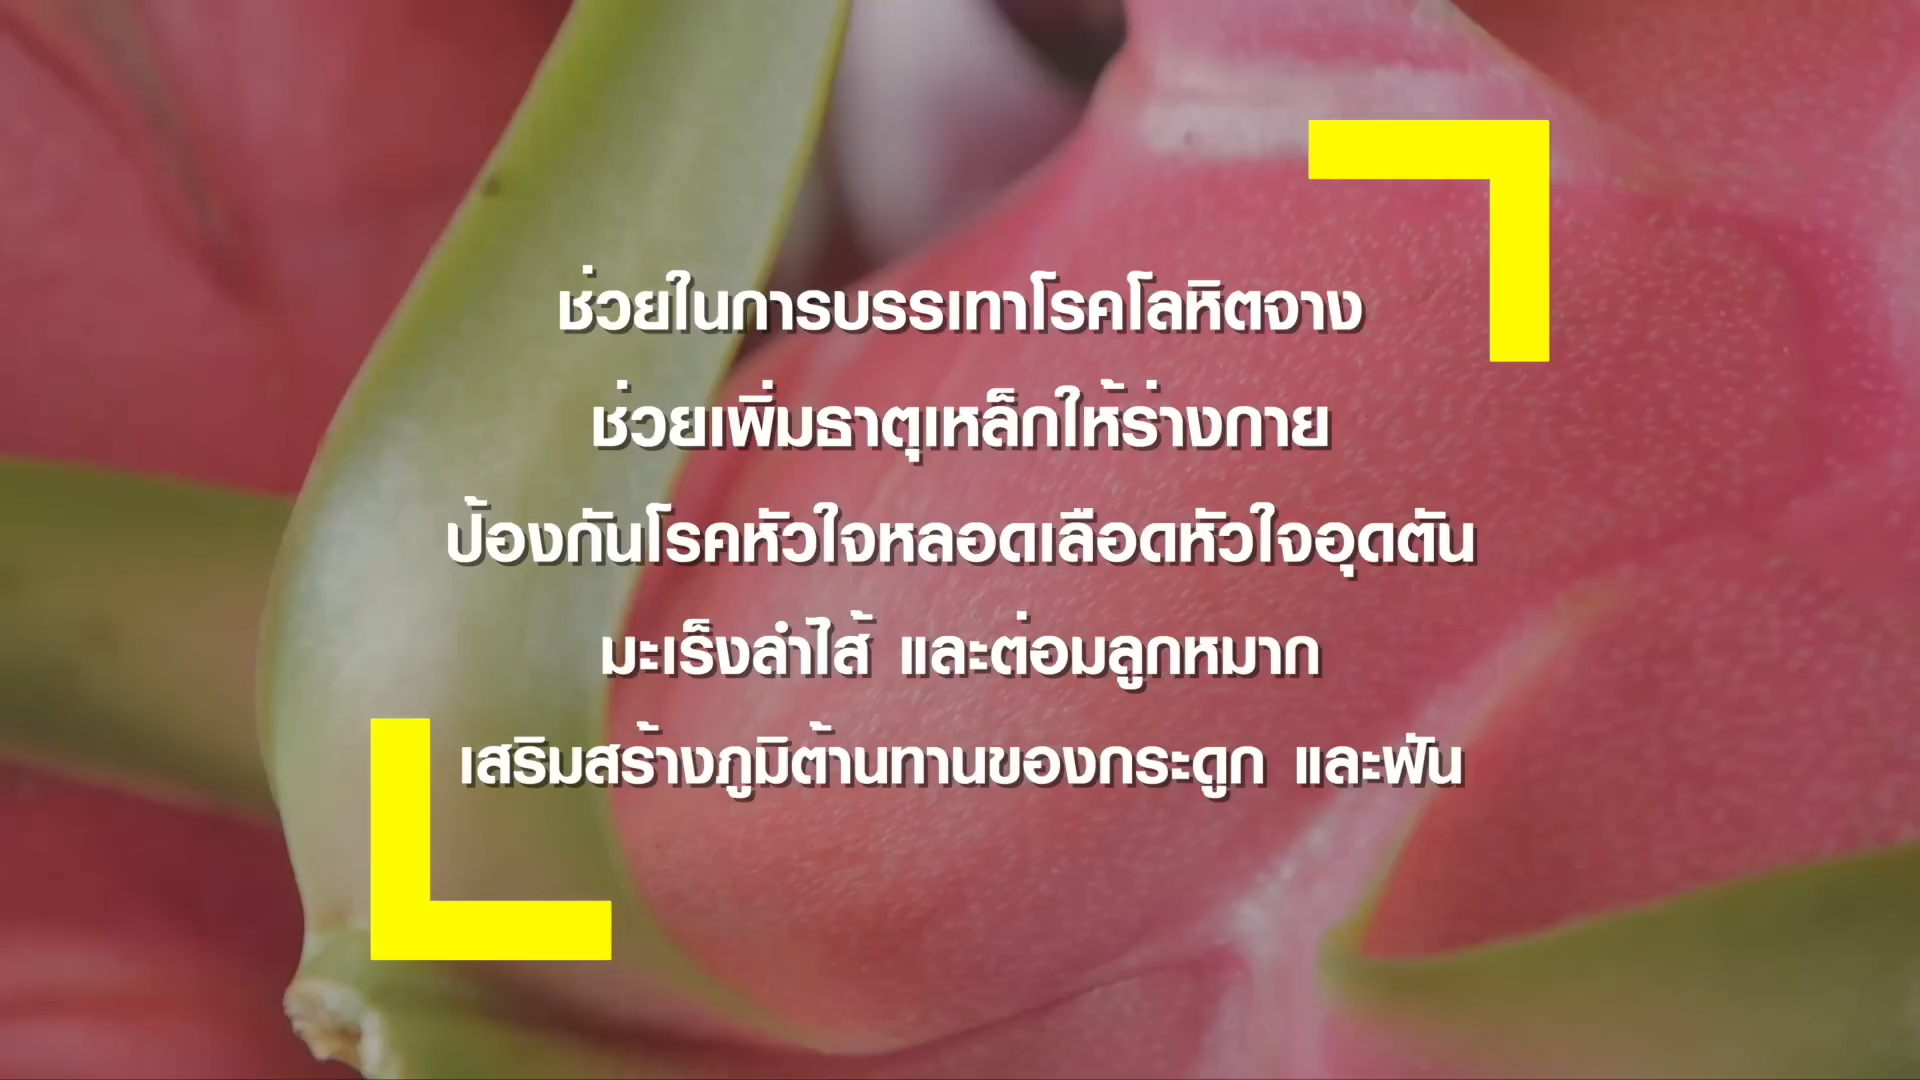 ช่วยในการบรรเทาโรคโลหิตจาง
ช่วยเพิ่มธาตุเหล็กให้ร่างกาย
ป้องกันโรคหัวใจหลอดเลือดหัวใจอุดตัน
มะเร็งลำไส้ และต่อมลูกหมาก
เสริมสร้างภูมิต้านทานของกระดูก และฟัน